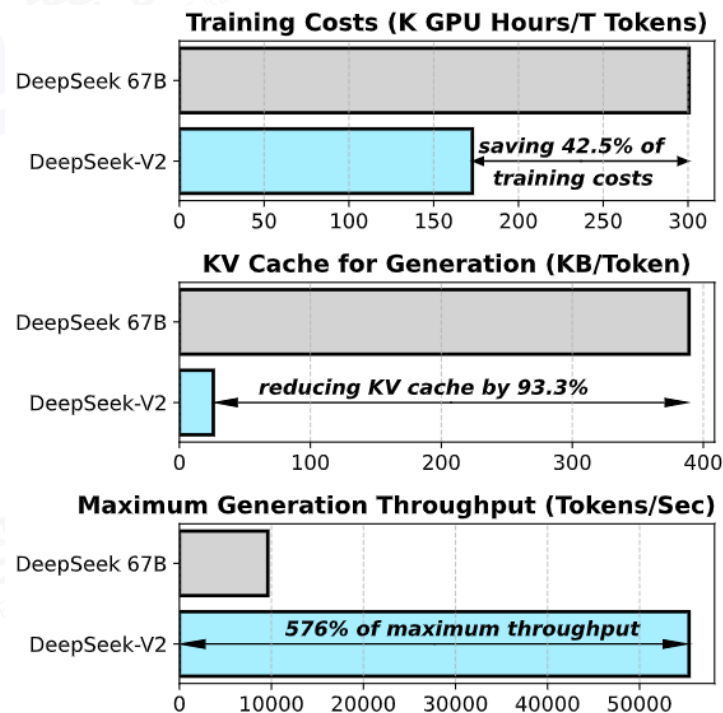 Training Costs (K GPU Hours/T Tokens)
DeepSeek 67B
DeepSeek-V2
saving 42.5% of
training costs
0 50 100 150 200 250 300
KV Cache for Generation (KB/Token)
DeepSeek 67B
DeepSeek-V2
reducing KV cache by 93.3%
0 100 200 300 400
Maximum Generation Throughput (Tokens/Sec)
DeepSeek 67B
DeepSeek-V2
576% of maximum throughput
0 10000 20000 30000 40000 50000